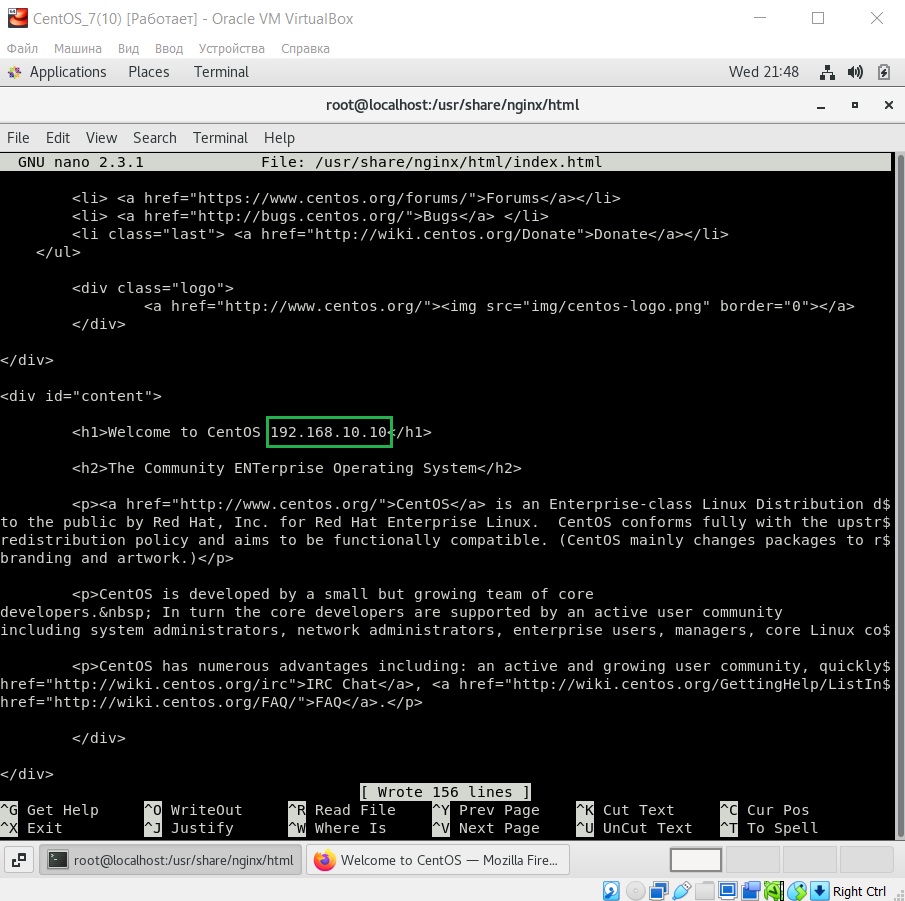 CentOS_7(10) [Работает] - Oracle VM VirtualBox
Файл Машина Вид Ввод Устройства Справка
Applications Places Terminal Wed 21:48
root@localhost:/usr/share/nginx/html
File Edit View Search Terminal Help
GNU nano 2.3.1 File: /usr/share/nginx/html/index.html
<li> <a href="https://www.centos.org/forums/">Forums</a></li>
<li> <a href="http://bugs.centos.org/">Bugs</a> </li>
<li class="last"> <a href="http://wiki.centos.org/Donate">Donate</a></li>
</ul>
<div class="logo">
<a href="http://www.centos.org/"><img src="img/centos-logo.png" border="0"></a>
</div>
</div>
<div id="content">
<h1>Welcome to CentOS 192.168.10.10</h1>
<h2>The Community ENTerprise Operating System</h2>
<p><a href="http://www.centos.org/">CentOS</a> is an Enterprise-class Linux Distribution d$
to the public by Red Hat, Inc. for Red Hat Enterprise Linux.  CentOS conforms fully with the upstr$
redistribution policy and aims to be functionally compatible. (CentOS mainly changes packages to r$
branding and artwork.)</p>
<p>CentOS is developed by a small but growing team of core
developers.&nbsp; In turn the core developers are supported by an active user community
including system administrators, network administrators, enterprise users, managers, core Linux co$
<p>CentOS has numerous advantages including: an active and growing user community, quickly$
href="http://wiki.centos.org/irc">IRC Chat</a>, <a href="http://wiki.centos.org/GettingHelp/ListIn$
href="http://wiki.centos.org/FAQ/">FAQ</a>.</p>
</div>
</div>
[ Wrote 156 lines ]
^G Get Help ^O WriteOut ^R Read File ^Y Prev Page ^K Cut Text ^C Cur Pos
^X Exit ^J Justify ^W Where Is ^V Next Page ^U UnCut Text ^T To Spell
root@localhost:/usr/share/nginx/html Welcome to CentOS — Mozilla Fire...
Right Ctrl